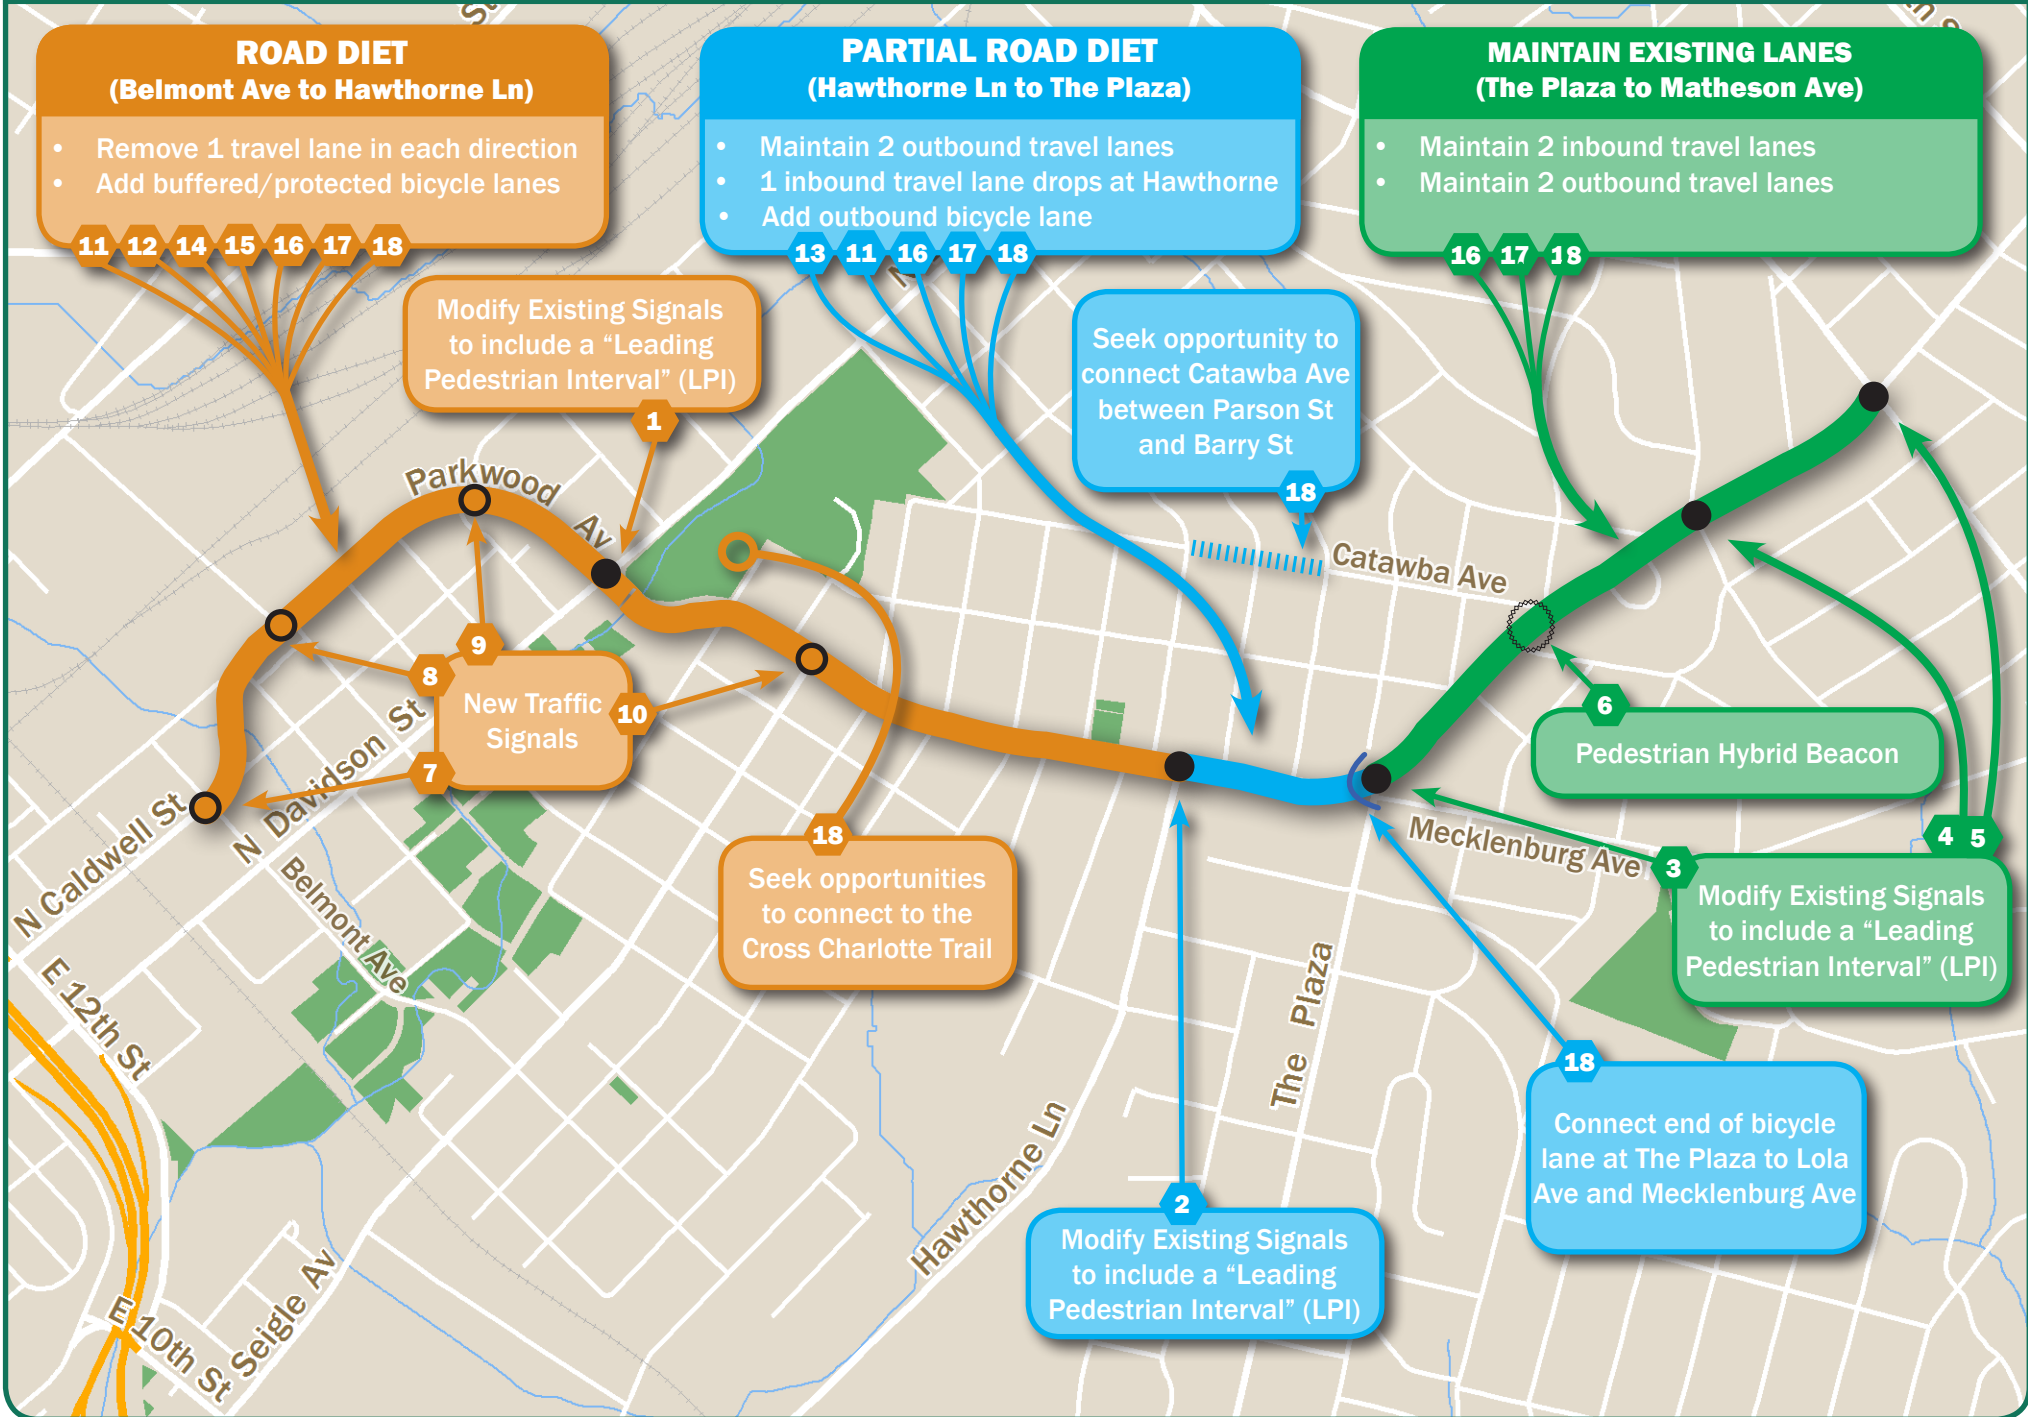 ROAD DIET
(Belmont Ave to Hawthorne Ln)
• Remove 1 travel lane in each direction
• Add buffered/protected bicycle lanes
11 12 14 15 16 17 18
PARTIAL ROAD DIET
(Hawthorne Ln to The Plaza)
• Maintain 2 outbound travel lanes
• 1 inbound travel lane drops at Hawthorne
• Add outbound bicycle lane
13 11 16 17 18
MAINTAIN EXISTING LANES
(The Plaza to Matheson Ave)
• Maintain 2 inbound travel lanes
• Maintain 2 outbound travel lanes
16 17 18
St
N
Modify Existing Signals
to include a “Leading
Pedestrian Interval” (LPI)
1
Seek opportunity to
connect Catawba Ave
between Parson St
and Barry St
18
Parkwood Av
Catawba Ave
9
8
New Traffic
Signals
10
7
6
Pedestrian Hybrid Beacon
N Caldwell St
N Davidson St
Belmont Ave
18
Seek opportunities
to connect to the
Cross Charlotte Trail
Mecklenburg Ave
4 5
3
Modify Existing Signals
to include a “Leading
Pedestrian Interval” (LPI)
E 12th St
The Plaza
18
Connect end of bicycle
lane at The Plaza to Lola
Ave and Mecklenburg Ave
Hawthorne Ln
2
Modify Existing Signals
to include a “Leading
Pedestrian Interval” (LPI)
E 10th St
Seigle Av